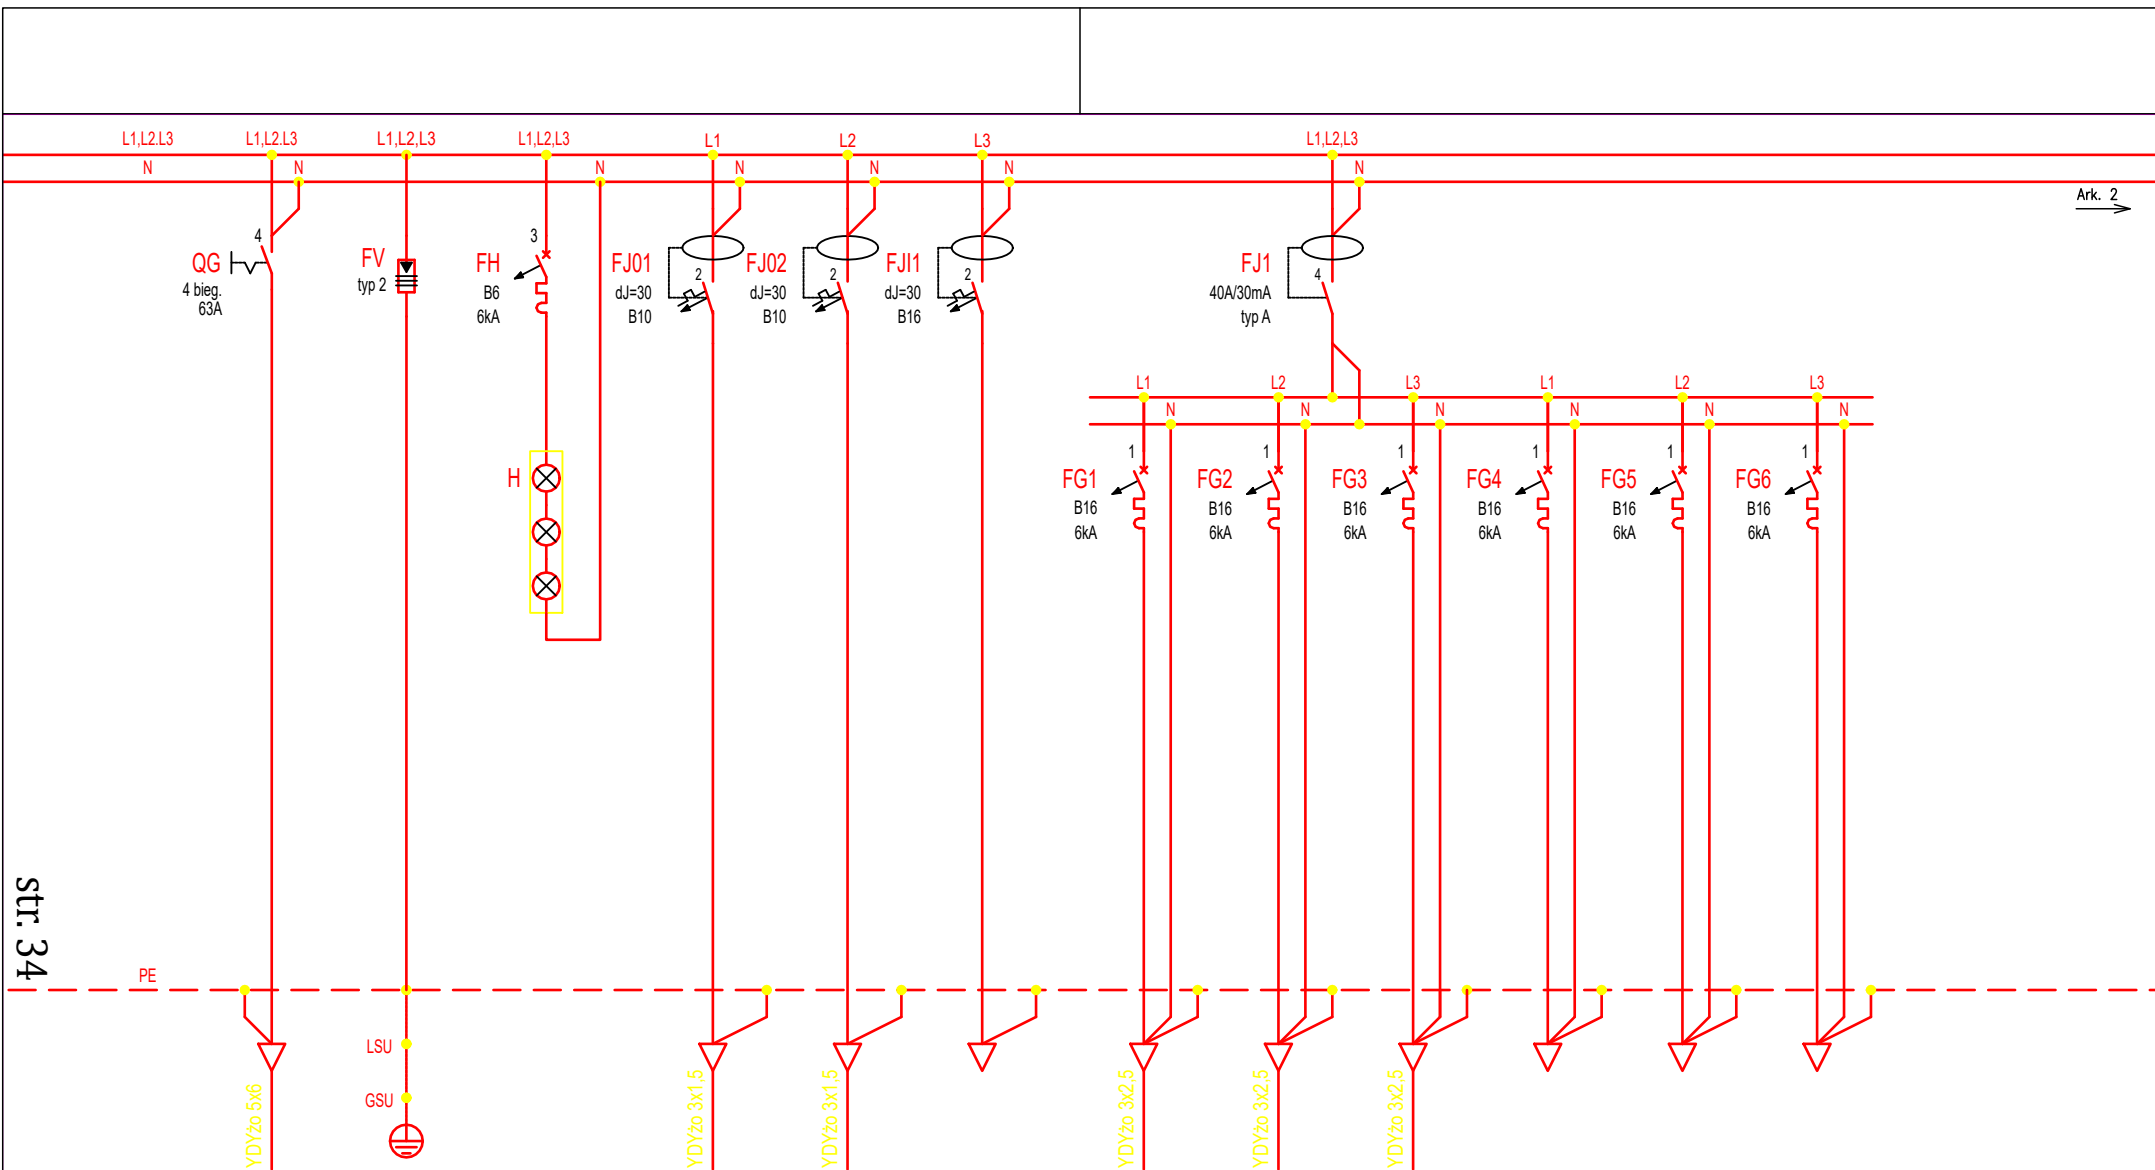 L1,L2.L3
L1,L2.L3
L1,L2,L3
L1,L2,L3
L1
L2
L3
L1,L2,L3
N
N
N
N
N
N
N
Ark. 2
4
QG
4 bieg.
63A
FV
typ 2
3
FH
B6
6kA
FJ01
2
dJ=30
B10
FJ02
2
dJ=30
B10
FJI1
2
dJ=30
B16
FJ1
4
40A/30mA
typ A
L1
L2
L3
L1
L2
L3
N
N
N
N
N
N
H
1
FG1
B16
6kA
1
FG2
B16
6kA
1
FG3
B16
6kA
1
FG4
B16
6kA
1
FG5
B16
6kA
1
FG6
B16
6kA
str. 34
PE
LSU
GSU
YDYżo 5x6
YDYżo 3x1,5
YDYżo 3x1,5
YDYżo 3x2,5
YDYżo 3x2,5
YDYżo 3x2,5